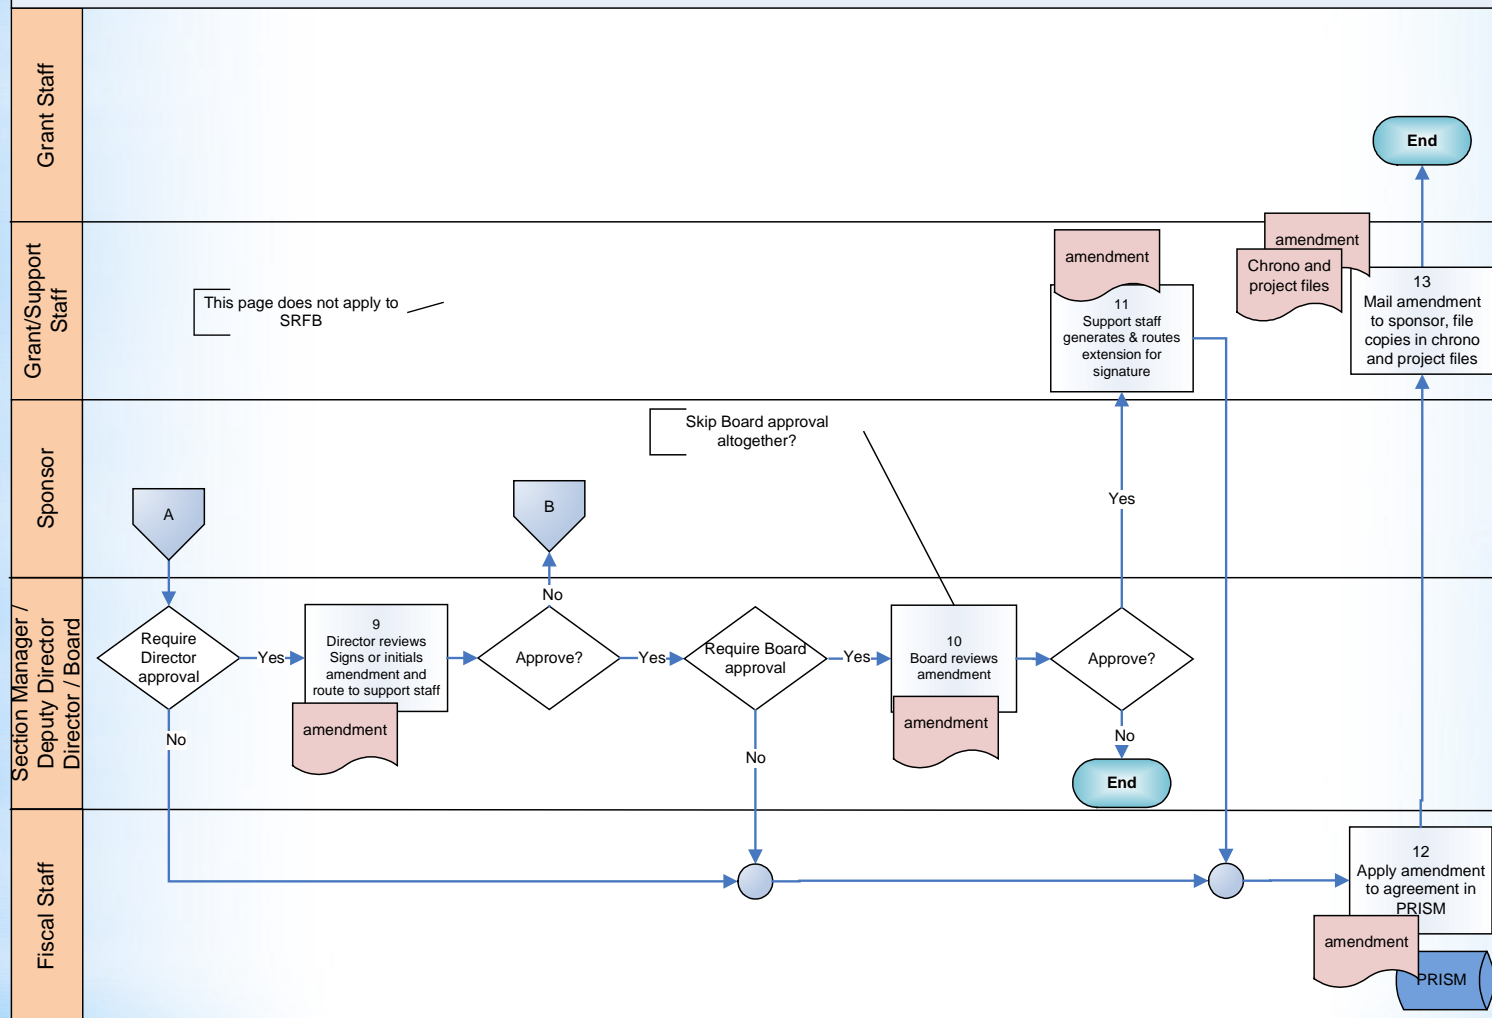 Grant Staff
End
Grant/Support
Staff
This page does not apply to
SRFB
amendment
11
Support staff
generates & routes
extension for
signature
amendment
Chrono and
project files
13
Mail amendment
to sponsor, file
copies in chrono
and project files
Sponsor
A
B
Skip Board approval
altogether?
Yes
No
Section Manager /
Deputy Director
Director / Board
Require
Director
approval
Yes
No
9
Director reviews
Signs or initials
amendment and
route to support staff
amendment
Approve?
Yes
Require Board
approval
Yes
No
10
Board reviews
amendment
amendment
Approve?
No
End
Fiscal Staff
12
Apply amendment
to agreement in
PRISM
amendment
PRISM